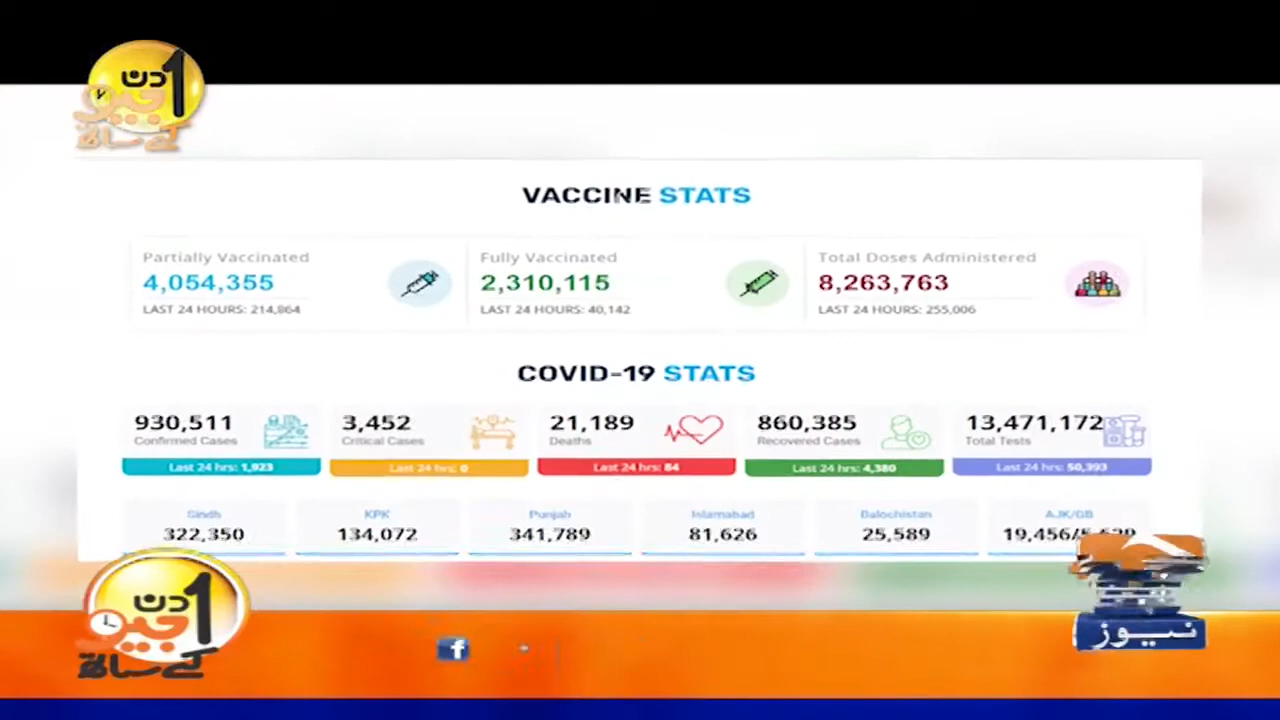 1 دن
جیو
کے ساتھ
VACCINE STATS
Partially Vaccinated
4,054,355
LAST 24 HOURS: 214,864
Fully Vaccinated
2,310,115
LAST 24 HOURS: 40,142
Total Doses Administered
8,263,763
LAST 24 HOURS: 255,006
COVID-19 STATS
930,511
Confirmed Cases
Last 24 hrs: 1,923
3,452
Critical Cases
Last 24 hrs: 0
21,189
Deaths
Last 24 hrs: 84
860,385
Recovered Cases
Last 24 hrs: 4,380
13,471,172
Total Tests
Last 24 hrs: 50,393
Sindh
322,350
KPK
134,072
Punjab
341,789
Islamabad
81,626
Balochistan
25,589
AJK/GB
19,456/
1 دن
جیو
کے ساتھ
f
نیوز